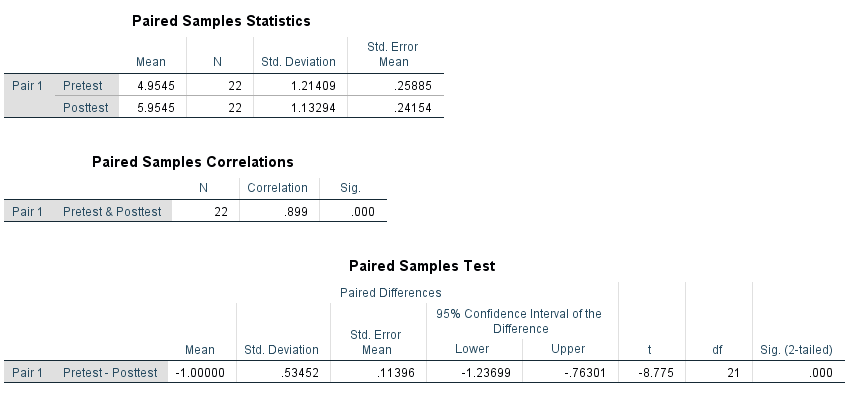 Paired Samples Statistics
Mean N Std. Deviation Std. Error Mean
Pair 1 Pretest 4.9545 22 1.21409 .25885
Posttest 5.9545 22 1.13294 .24154
Paired Samples Correlations
N Correlation Sig.
Pair 1 Pretest & Posttest 22 .899 .000
Paired Samples Test
Paired Differences
95% Confidence Interval of the Difference
Mean Std. Deviation Std. Error Mean Lower Upper t df Sig. (2-tailed)
Pair 1 Pretest - Posttest -1.00000 .53452 .11396 -1.23699 -.76301 -8.775 21 .000